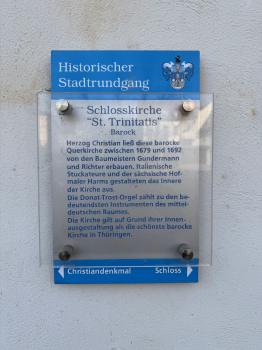 Historischer
Stadtrundgang
Schlosskirche
"St. Trinitatis"
Barock
Herzog Christian ließ diese barocke
Querkirche zwischen 1679 und 1692
von den Baumeistern Gundermann
und Richter erbauen. Italienische
Stuckateure und der sächsische Hof-
maler Harms gestalteten das Innere
der Kirche aus.
Die Donat-Trost-Orgel zählt zu den be-
deutendsten Instrumenten des mittel-
deutschen Raumes.
Die Kirche gilt auf Grund ihrer Innen-
ausgestaltung als die schönste barocke
Kirche in Thüringen.
Christiandenkmal Schloss